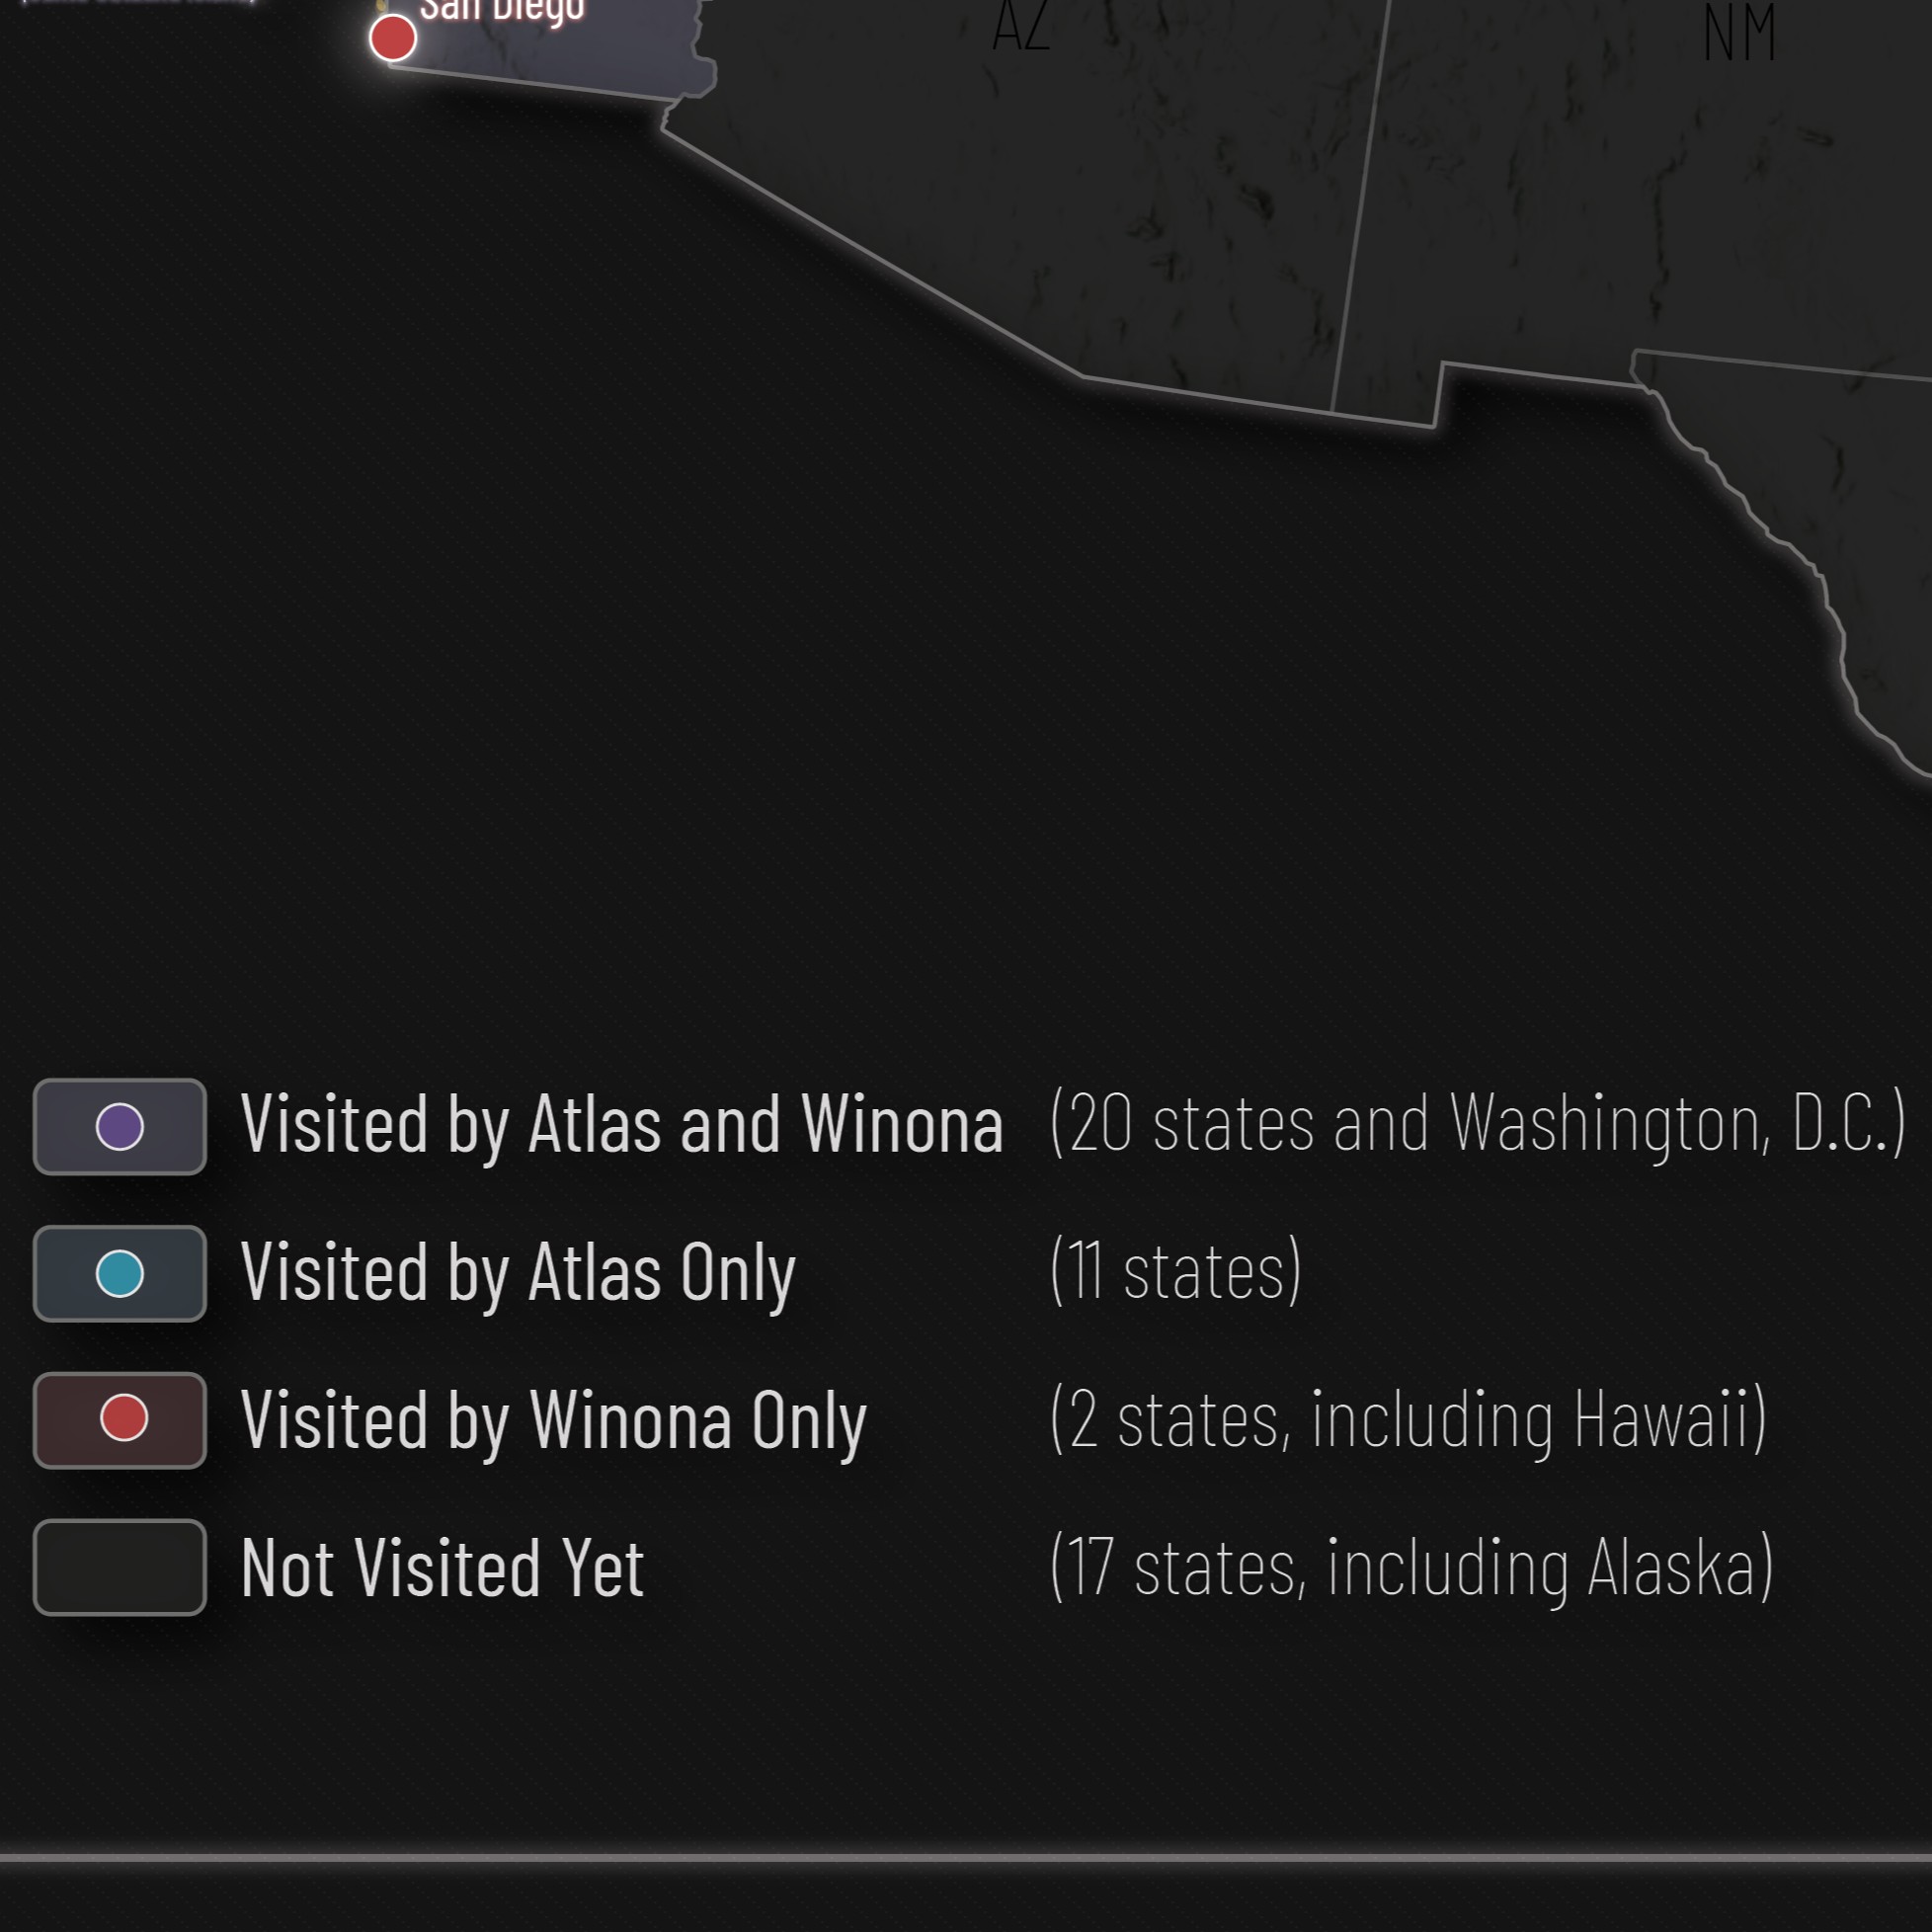 San Diego
AZ
NM
Visited by Atlas and Winona (20 states and Washington, D.C.)
Visited by Atlas Only (11 states)
Visited by Winona Only (2 states, including Hawaii)
Not Visited Yet (17 states, including Alaska)